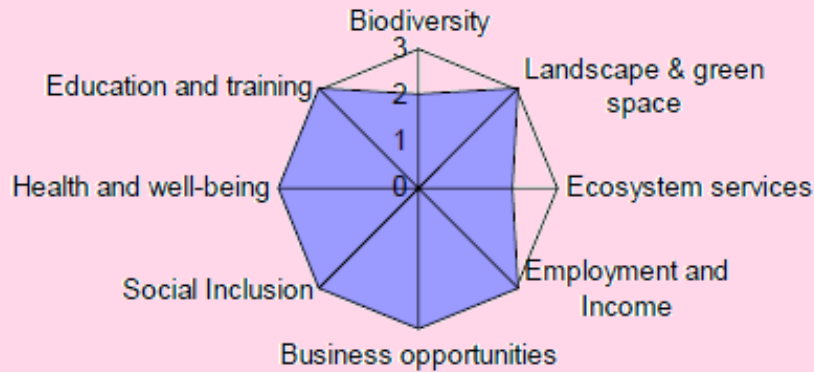 Biodiversity
3
Landscape & green
space
Education and training
2
1
Health and well-being
0
Ecosystem services
Social Inclusion
Employment and
Income
Business opportunities